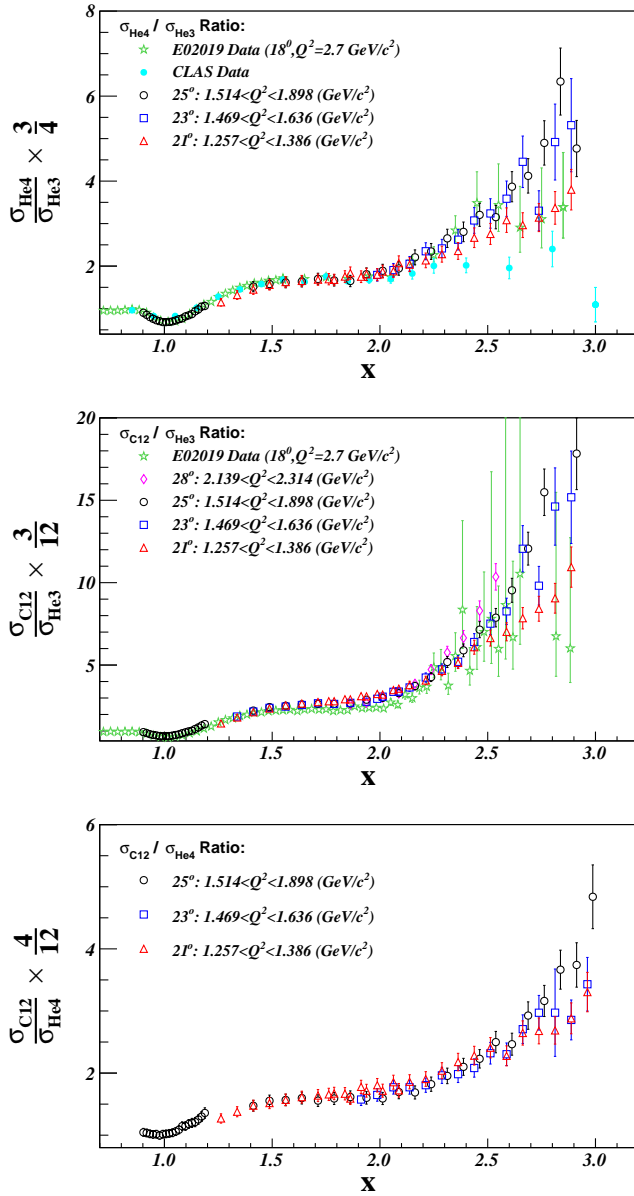 σHe4 / σHe3 Ratio:
E02019 Data (18⁰,Q²=2.7 GeV/c²)
CLAS Data
25°: 1.514<Q²<1.898 (GeV/c²)
23°: 1.469<Q²<1.636 (GeV/c²)
21°: 1.257<Q²<1.386 (GeV/c²)
8
6
4
2
σHe4/σHe3 × 3/4
1.0 1.5 2.0 2.5 3.0
x
σC12 / σHe3 Ratio:
E02019 Data (18⁰,Q²=2.7 GeV/c²)
28°: 2.139<Q²<2.314 (GeV/c²)
25°: 1.514<Q²<1.898 (GeV/c²)
23°: 1.469<Q²<1.636 (GeV/c²)
21°: 1.257<Q²<1.386 (GeV/c²)
20
15
10
5
σC12/σHe3 × 3/12
1.0 1.5 2.0 2.5 3.0
x
σC12 / σHe4 Ratio:
25°: 1.514<Q²<1.898 (GeV/c²)
23°: 1.469<Q²<1.636 (GeV/c²)
21°: 1.257<Q²<1.386 (GeV/c²)
6
4
2
σC12/σHe4 × 4/12
1.0 1.5 2.0 2.5 3.0
x